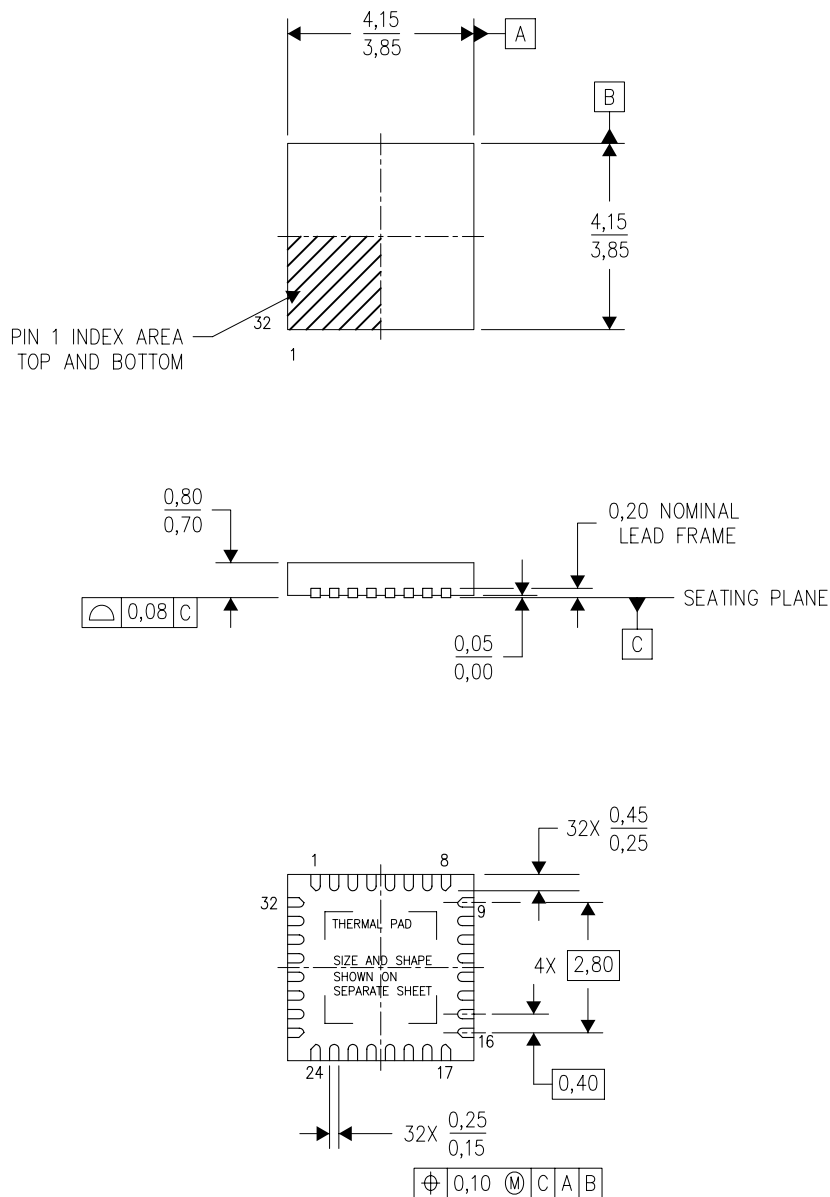 4,15
3,85
A
B
4,15
3,85
PIN 1 INDEX AREA
TOP AND BOTTOM
32
1
0,80
0,70
0,20 NOMINAL
LEAD FRAME
0,08 C
SEATING PLANE
0,05
0,00
C
32X 0,45
0,25
1
8
32
9
THERMAL PAD
SIZE AND SHAPE
SHOWN ON
SEPARATE SHEET
4X 2,80
16
24
17
0,40
32X 0,25
0,15
⌖ 0,10 Ⓜ C A B